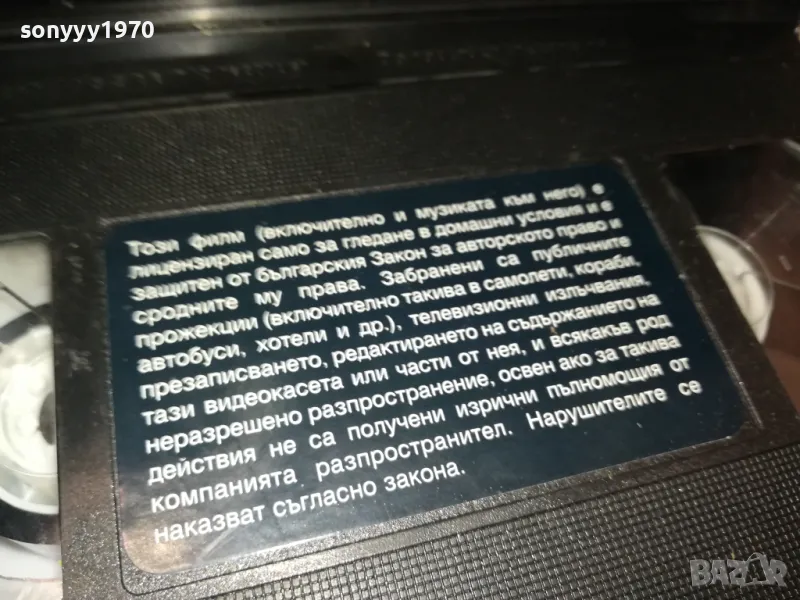 sonyyy1970
Този филм (включително и музиката към него) е
лицензиран само за гледане в домашни условия и е
защитен от българския Закон за авторското право и
сродните му права. Забранени са публичните
прожекции (включително такива в самолети, кораби,
автобуси, хотели и др.), телевизионни излъчвания,
презаписването, редактирането на съдържанието на
тази видеокасета или части от нея, и всякакъв род
неразрешено разпространение, освен ако за такива
действия не са получени изрични пълномощия от
компанията разпространител. Нарушителите се
наказват съгласно закона.
BAZAR